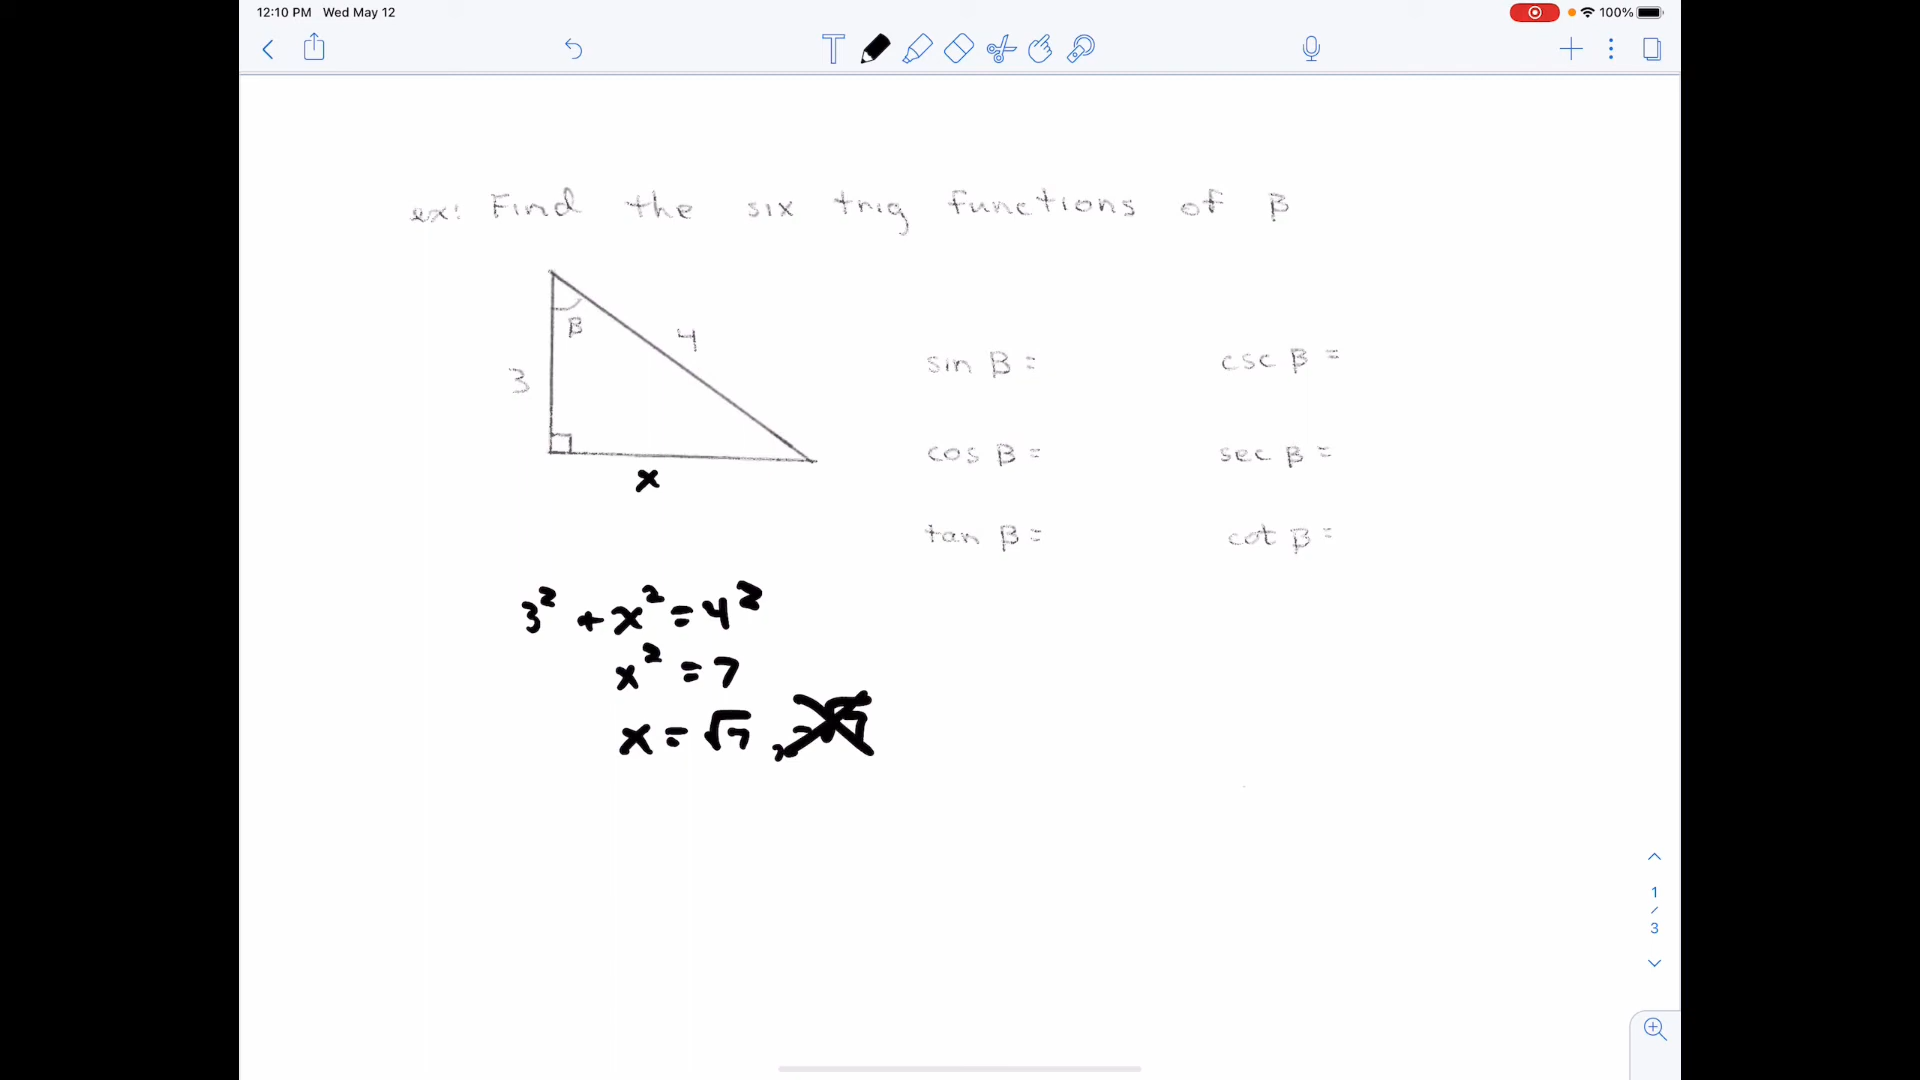 12:10 PM Wed May 12
100%
T
ex: Find the six trig functions of β
β
4
3
x
sin β = csc β =
cos β = sec β =
tan β = cot β =
3² + x² = 4²
x² = 7
x = √7
1
/
3